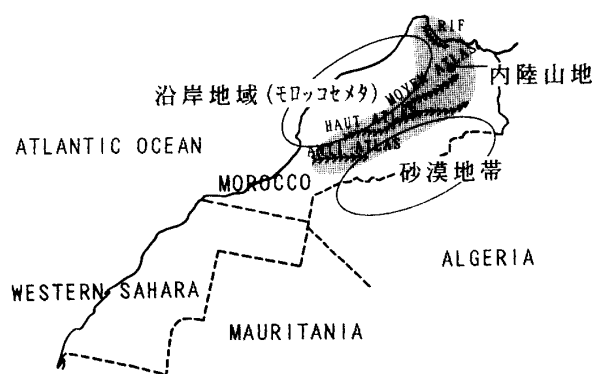 RIF
MOYEN ATLAS
内陸山地
沿岸地域(モロッコセメタ)
HAUT ATLAS
ATLANTIC OCEAN
ANTI ATLAS
砂漠地帯
MOROCCO
ALGERIA
WESTERN SAHARA
MAURITANIA